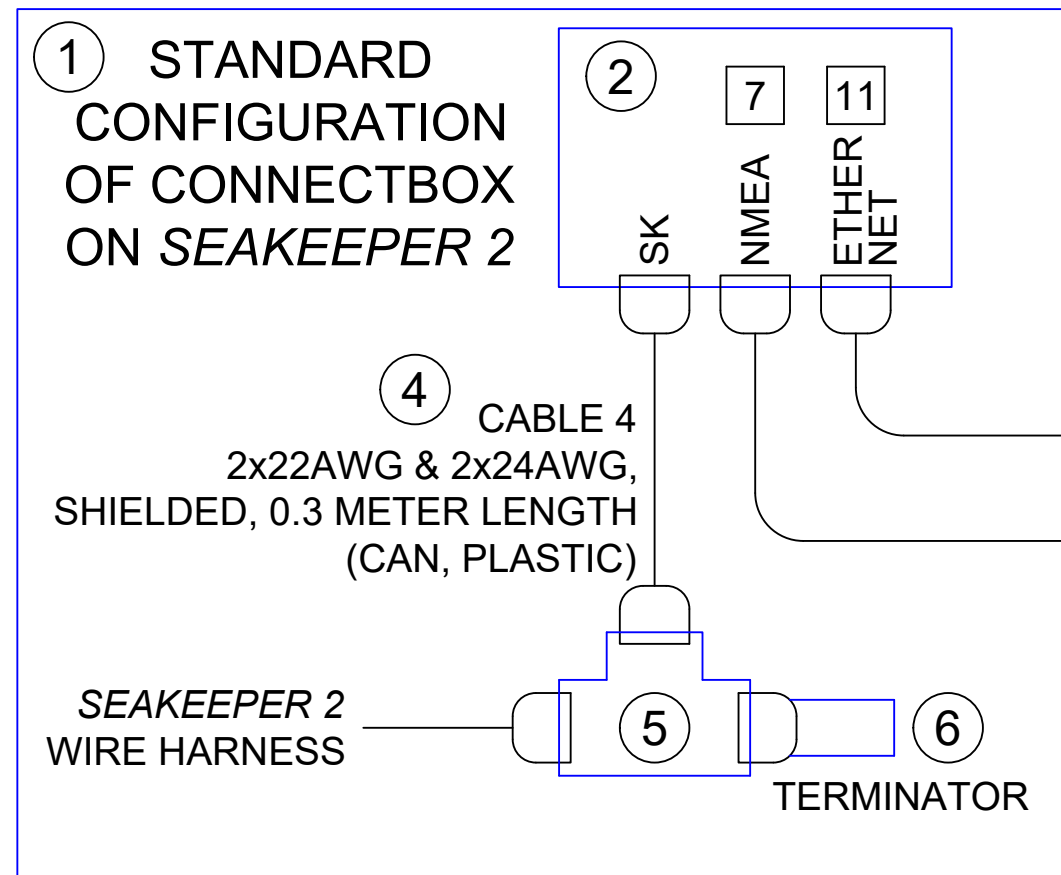 1 STANDARD
CONFIGURATION
OF CONNECTBOX
ON SEAKEEPER 2
2
7
11
SK
NMEA
ETHER
NET
4
CABLE 4
2x22AWG & 2x24AWG,
SHIELDED, 0.3 METER LENGTH
(CAN, PLASTIC)
SEAKEEPER 2
WIRE HARNESS
5
6
TERMINATOR